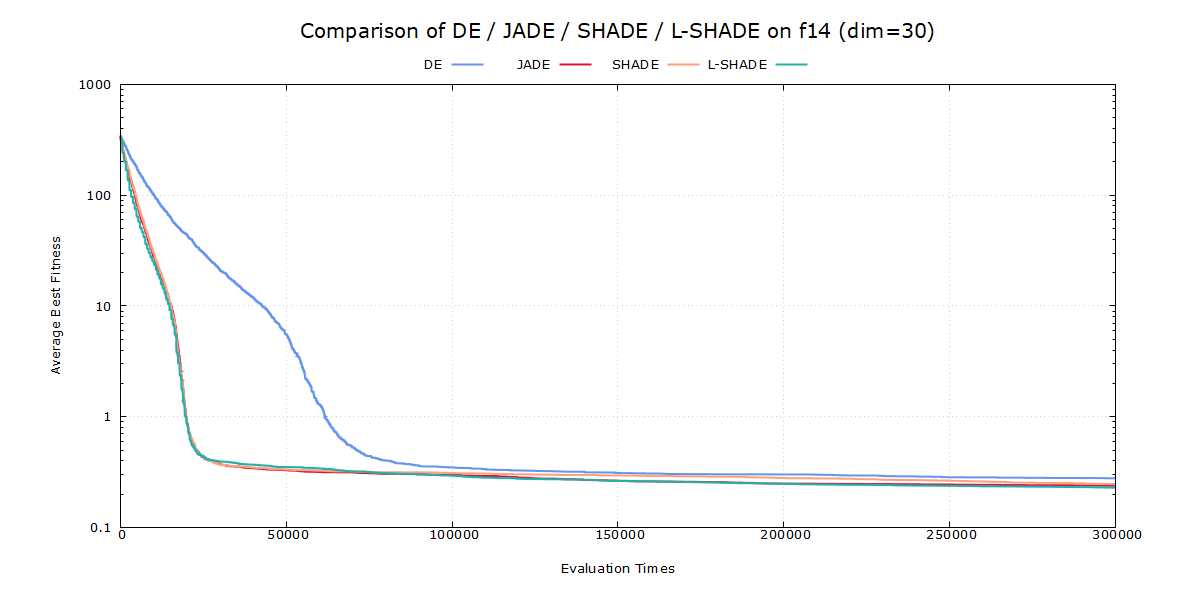 Comparison of DE / JADE / SHADE / L-SHADE on f14 (dim=30)
DE JADE SHADE L-SHADE
1000
100
10
1
0.1
Average Best Fitness
0 50000 100000 150000 200000 250000 300000
Evaluation Times